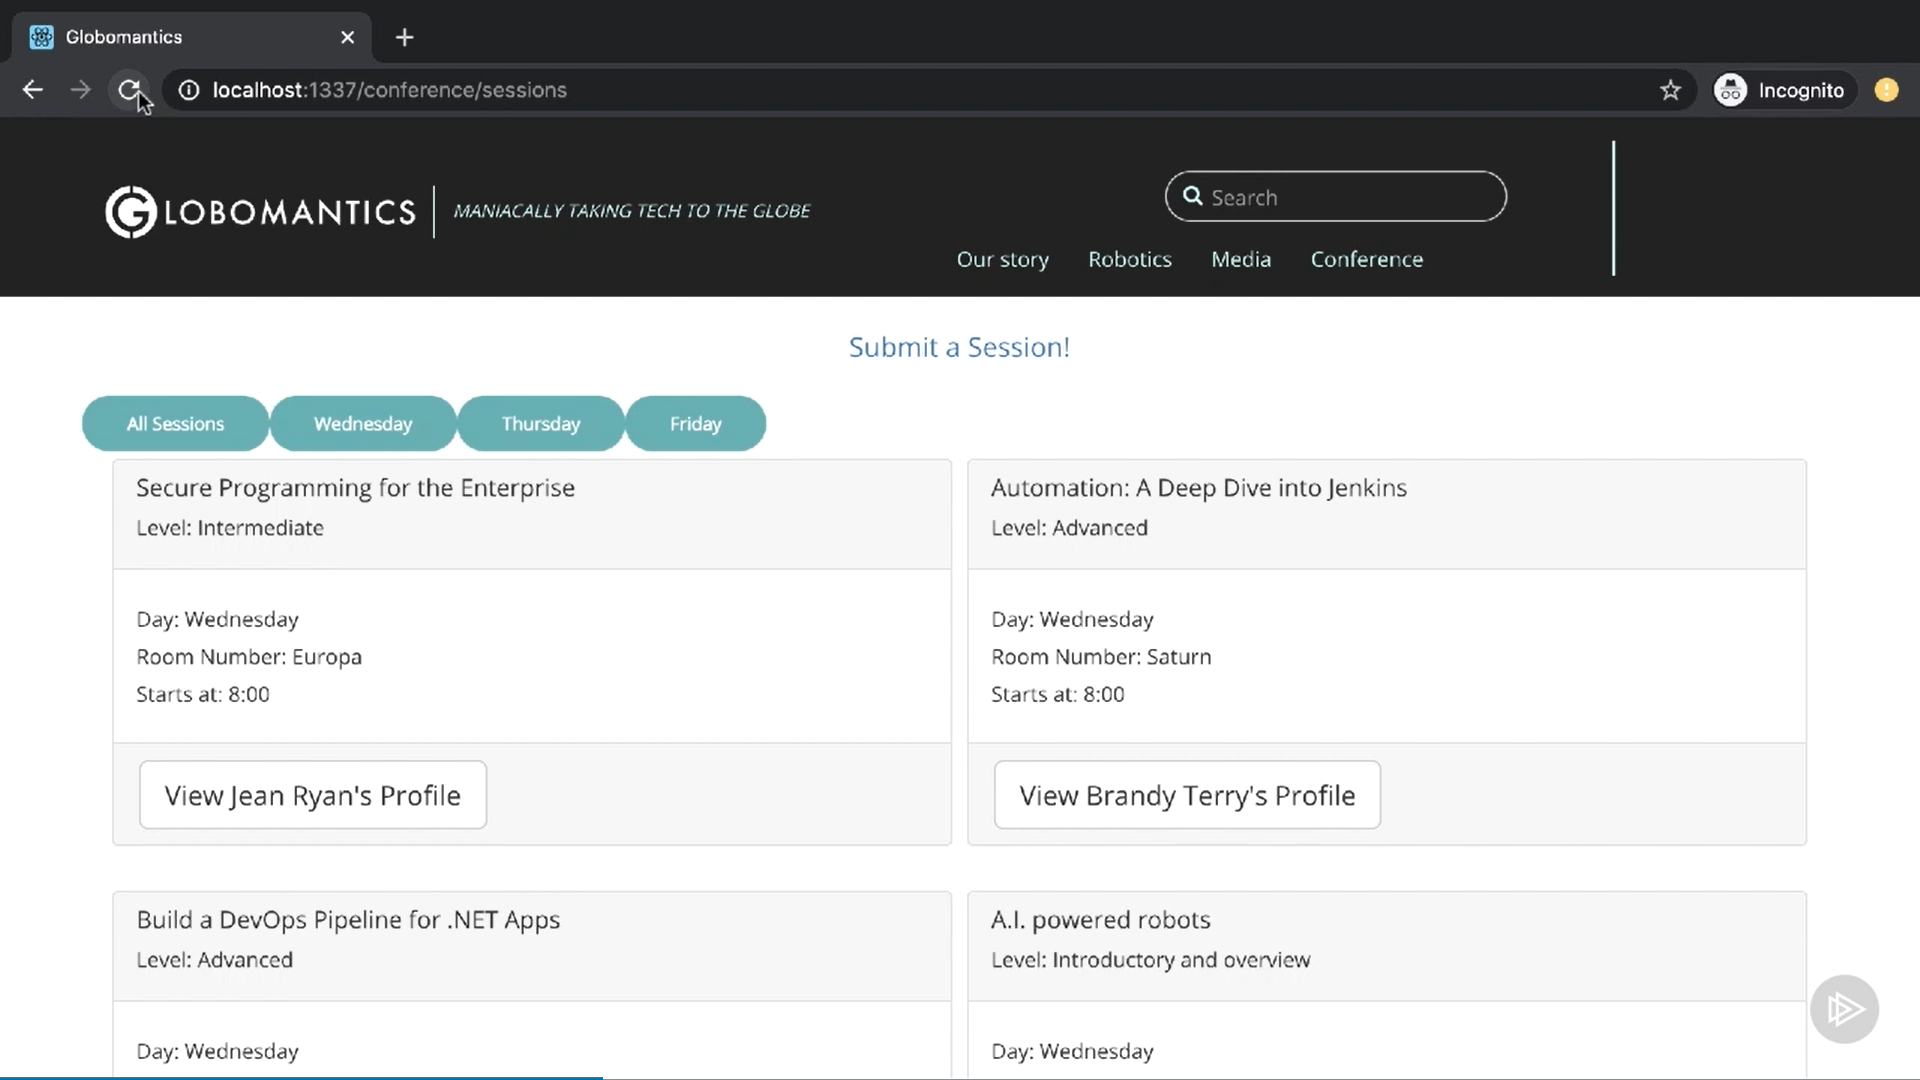 Globomantics
localhost:1337/conference/sessions
Incognito
GLOBOMANTICS
MANIACALLY TAKING TECH TO THE GLOBE
Search
Our story Robotics Media Conference
Submit a Session!
All Sessions Wednesday Thursday Friday
Secure Programming for the Enterprise
Level: Intermediate
Day: Wednesday
Room Number: Europa
Starts at: 8:00
View Jean Ryan's Profile
Automation: A Deep Dive into Jenkins
Level: Advanced
Day: Wednesday
Room Number: Saturn
Starts at: 8:00
View Brandy Terry's Profile
Build a DevOps Pipeline for .NET Apps
Level: Advanced
Day: Wednesday
A.I. powered robots
Level: Introductory and overview
Day: Wednesday